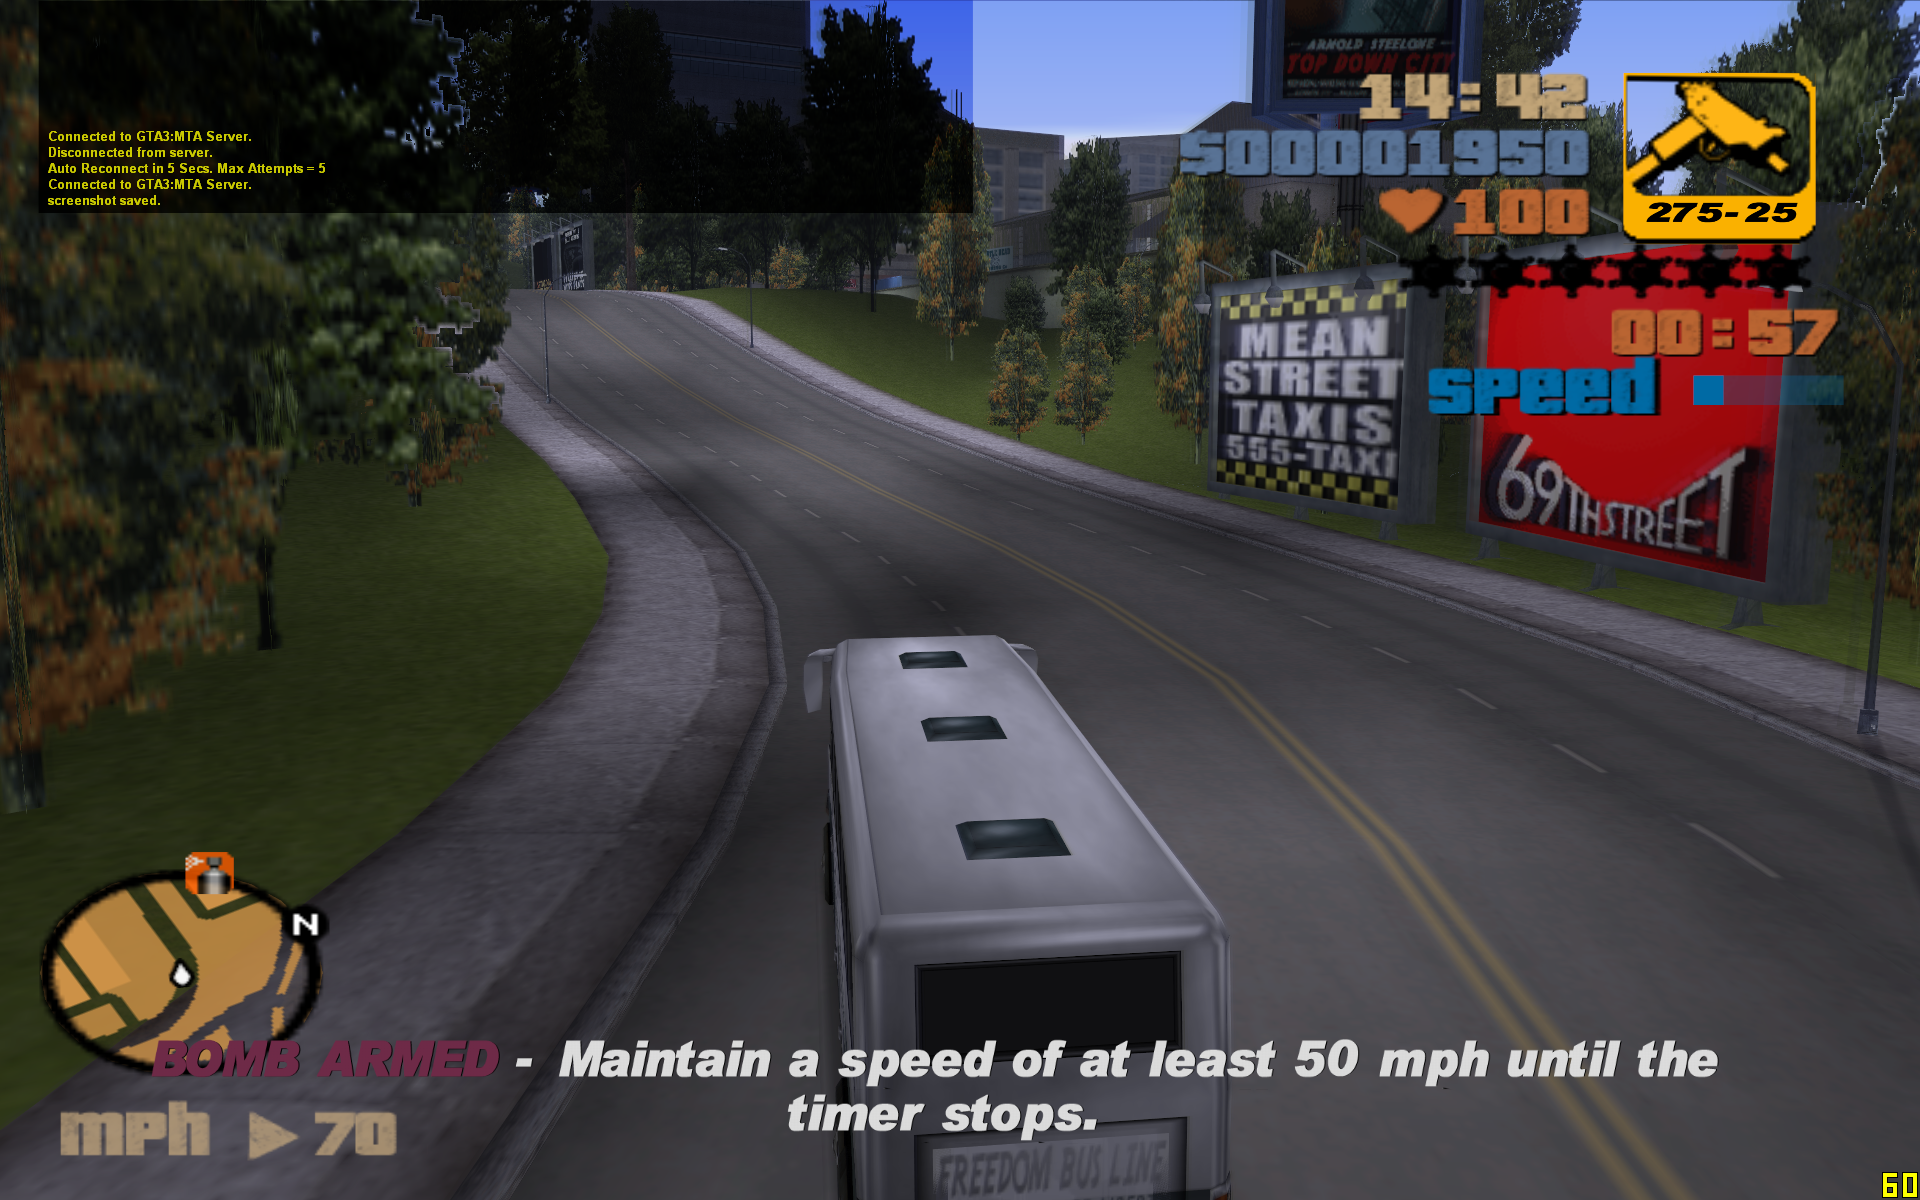 Connected to GTA3:MTA Server.
Disconnected from server.
Auto Reconnect in 5 Secs. Max Attempts = 5
Connected to GTA3:MTA Server.
screenshot saved.
ARNOLD STEELONE
TOP DOWN CITY
14:42
$00001950
100
275-25
00:57
speed
MEAN
STREET
TAXIS
555-TAXI
69THSTREET
N
BOMB ARMED - Maintain a speed of at least 50 mph until the
timer stops.
mph 70
FREEDOM BUS LINE
60